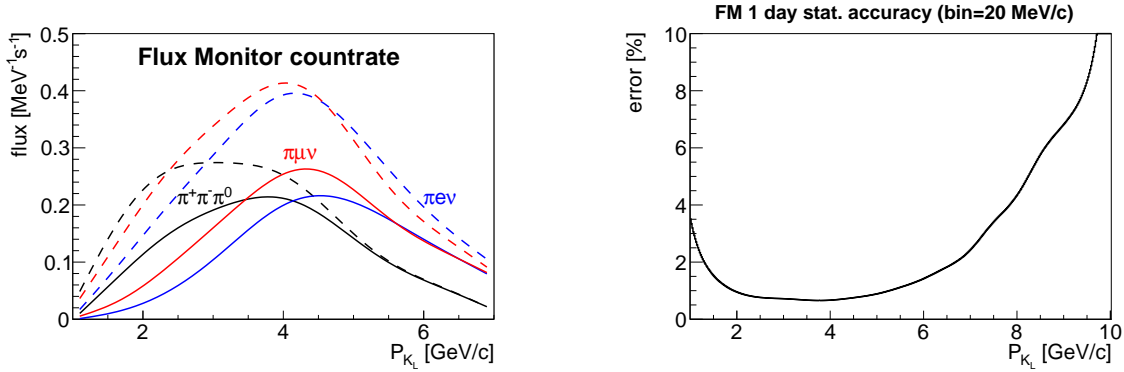 Flux Monitor countrate
flux [MeV⁻¹s⁻¹]
0.5
0.4
0.3
0.2
0.1
0
πμν
π⁺π⁻π⁰
πeν
2 4 6
P_{K_L} [GeV/c]
FM 1 day stat. accuracy (bin=20 MeV/c)
error [%]
10
8
6
4
2
0
2 4 6 8 10
P_{K_L} [GeV/c]